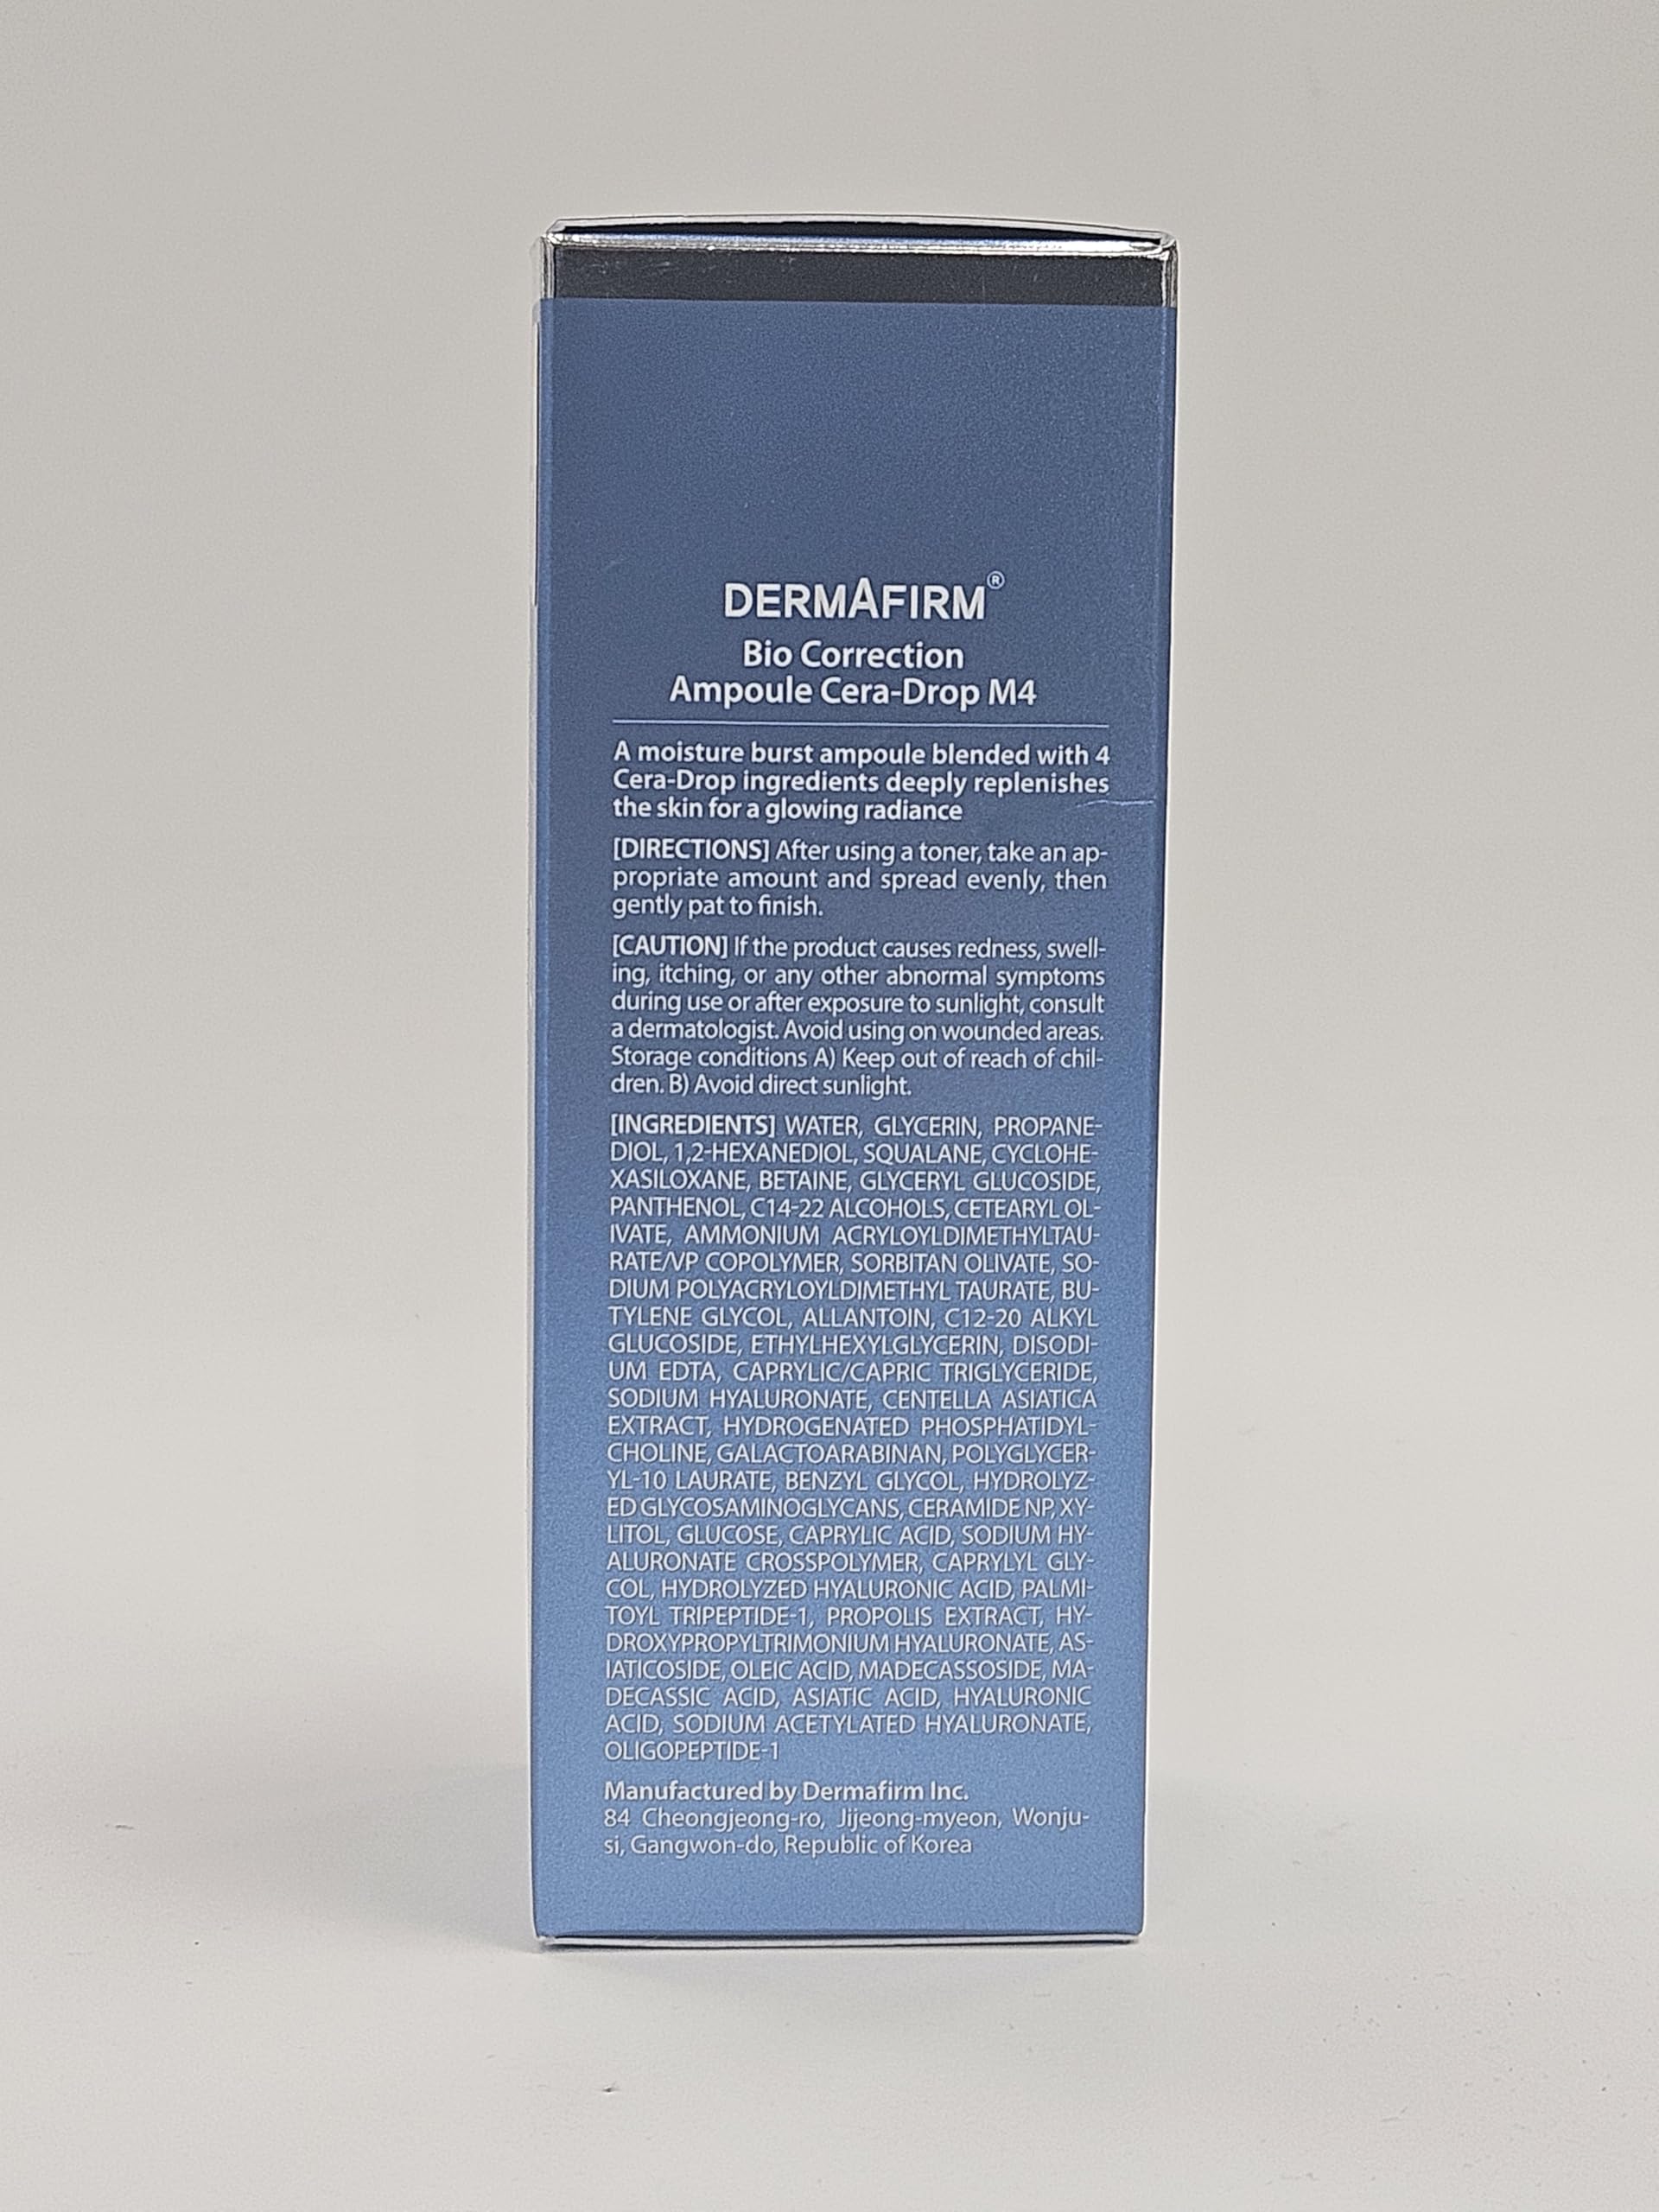 DERMAFIRM®
Bio Correction
Ampoule Cera-Drop M4
A moisture burst ampoule blended with 4
Cera-Drop ingredients deeply replenishes
the skin for a glowing radiance
[DIRECTIONS] After using a toner, take an ap-
propriate amount and spread evenly, then
gently pat to finish.
[CAUTION] If the product causes redness, swell-
ing, itching, or any other abnormal symptoms
during use or after exposure to sunlight, consult
a dermatologist. Avoid using on wounded areas.
Storage conditions A) Keep out of reach of chil-
dren. B) Avoid direct sunlight.
[INGREDIENTS] WATER, GLYCERIN, PROPANE-
DIOL, 1,2-HEXANEDIOL, SQUALANE, CYCLOHE-
XASILOXANE, BETAINE, GLYCERYL GLUCOSIDE,
PANTHENOL, C14-22 ALCOHOLS, CETEARYL OL-
IVATE, AMMONIUM ACRYLOYLDIMETHYLTAU-
RATE/VP COPOLYMER, SORBITAN OLIVATE, SO-
DIUM POLYACRYLOYLDIMETHYL TAURATE, BU-
TYLENE GLYCOL, ALLANTOIN, C12-20 ALKYL
GLUCOSIDE, ETHYLHEXYLGLYCERIN, DISODI-
UM EDTA, CAPRYLIC/CAPRIC TRIGLYCERIDE,
SODIUM HYALURONATE, CENTELLA ASIATICA
EXTRACT, HYDROGENATED PHOSPHATIDYL-
CHOLINE, GALACTOARABINAN, POLYGLYCER-
YL-10 LAURATE, BENZYL GLYCOL, HYDROLYZ-
ED GLYCOSAMINOGLYCANS, CERAMIDE NP, XY-
LITOL, GLUCOSE, CAPRYLIC ACID, SODIUM HY-
ALURONATE CROSSPOLYMER, CAPRYLYL GLY-
COL, HYDROLYZED HYALURONIC ACID, PALMI-
TOYL TRIPEPTIDE-1, PROPOLIS EXTRACT, HY-
DROXYPROPYLTRIMONIUM HYALURONATE, AS-
IATICOSIDE, OLEIC ACID, MADECASSOSIDE, MA-
DECASSIC ACID, ASIATIC ACID, HYALURONIC
ACID, SODIUM ACETYLATED HYALURONATE,
OLIGOPEPTIDE-1
Manufactured by Dermafirm Inc.
84 Cheongjeong-ro, Jijeong-myeon, Wonju-
si, Gangwon-do, Republic of Korea